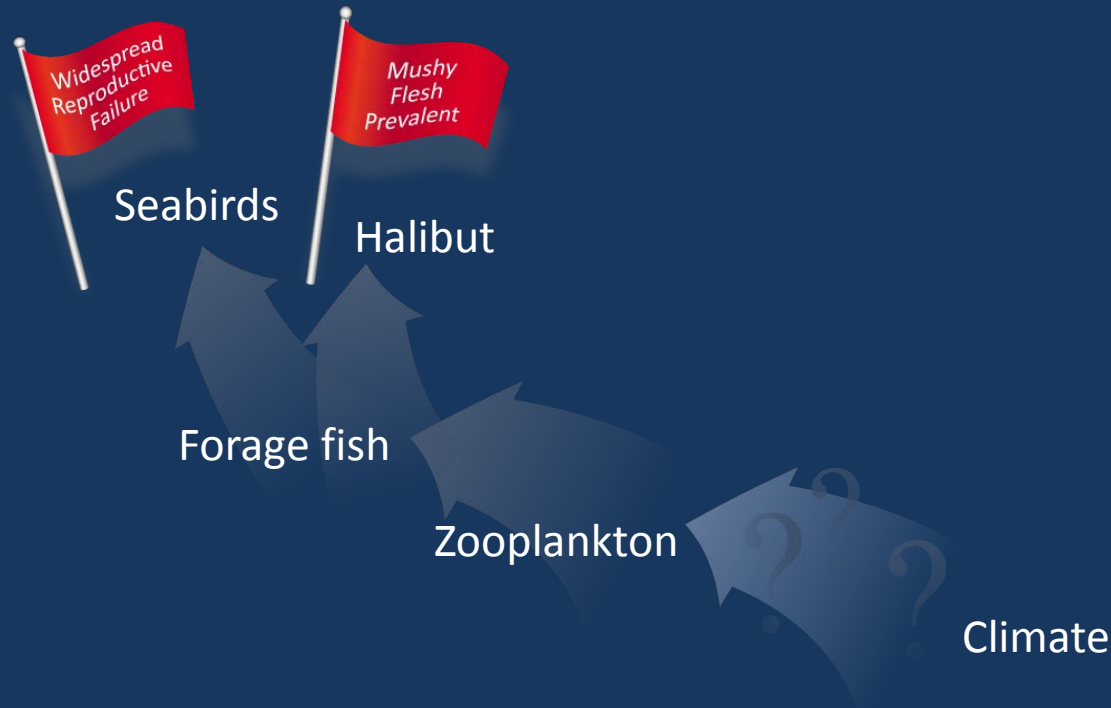 Widespread
Reproductive
Failure
Mushy
Flesh
Prevalent
Seabirds
Halibut
Forage fish
Zooplankton
? ? ?
Climate